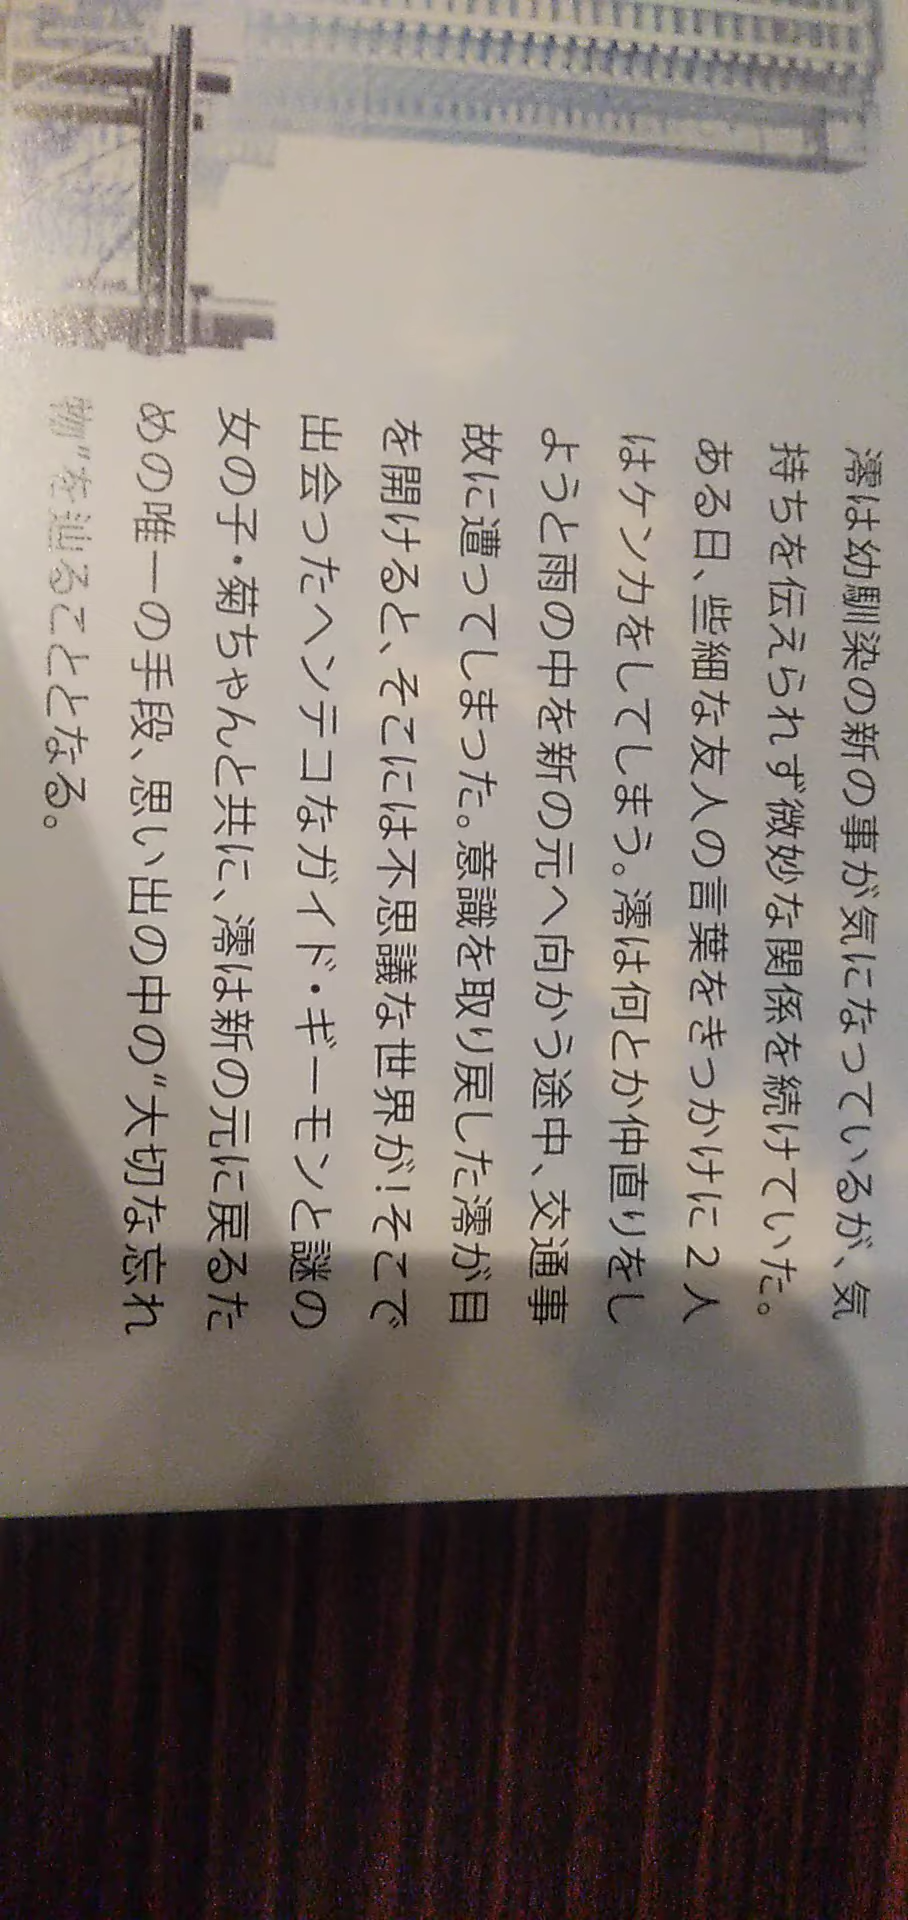 澪は幼馴染の新の事が気になっているが、気
持ちを伝えられず微妙な関係を続けていた。
ある日、些細な友人の言葉をきっかけに2人
はケンカをしてしまう。澪は何とか仲直りをし
ようと雨の中を新の元へ向かう途中、交通事
故に遭ってしまった。意識を取り戻した澪が目
を開けると、そこには不思議な世界が!そこで
出会ったヘンテコなガイド・ギーモンと謎の
女の子・菊ちゃんと共に、澪は新の元に戻るた
めの唯一の手段、思い出の中の“大切な忘れ
物”を辿ることとなる。